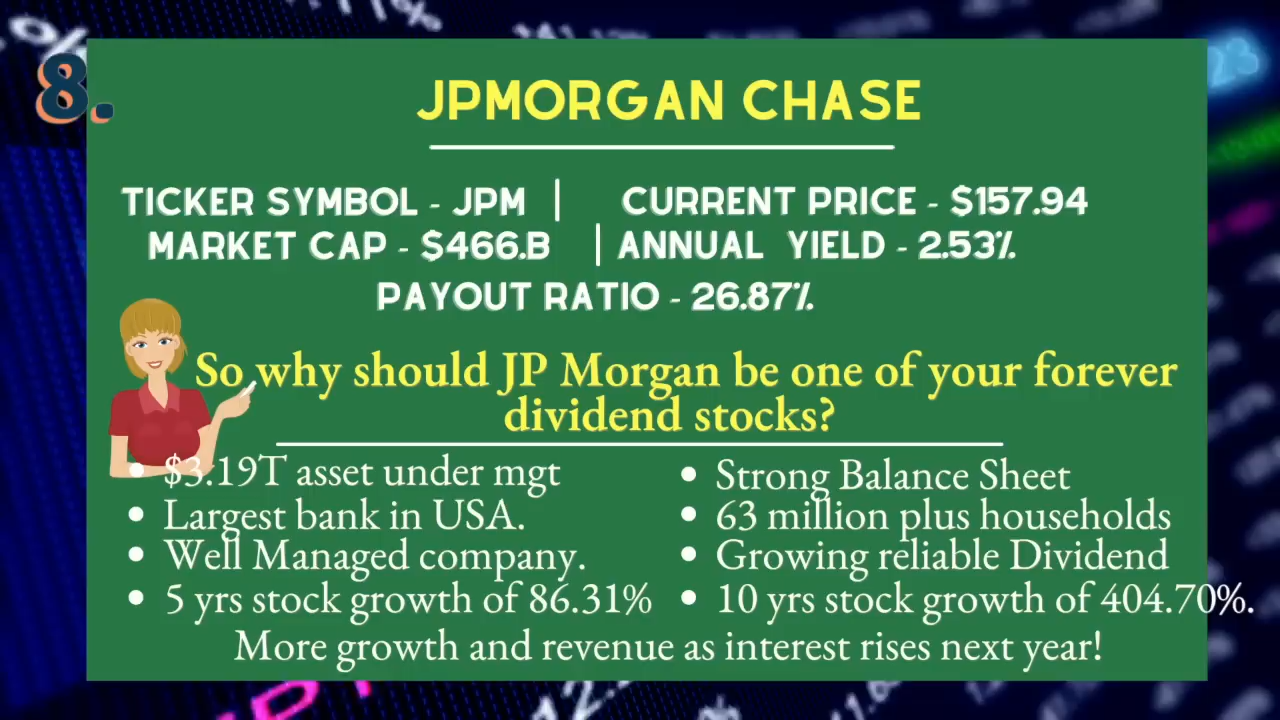 8.
JPMORGAN CHASE
TICKER SYMBOL - JPM | CURRENT PRICE - $157.94
MARKET CAP - $466.B | ANNUAL YIELD - 2.53%
PAYOUT RATIO - 26.87%
So why should JP Morgan be one of your forever
dividend stocks?
• $3.19T asset under mgt
• Largest bank in USA.
• Well Managed company.
• 5 yrs stock growth of 86.31%
• Strong Balance Sheet
• 63 million plus households
• Growing reliable Dividend
• 10 yrs stock growth of 404.70%.
More growth and revenue as interest rises next year!